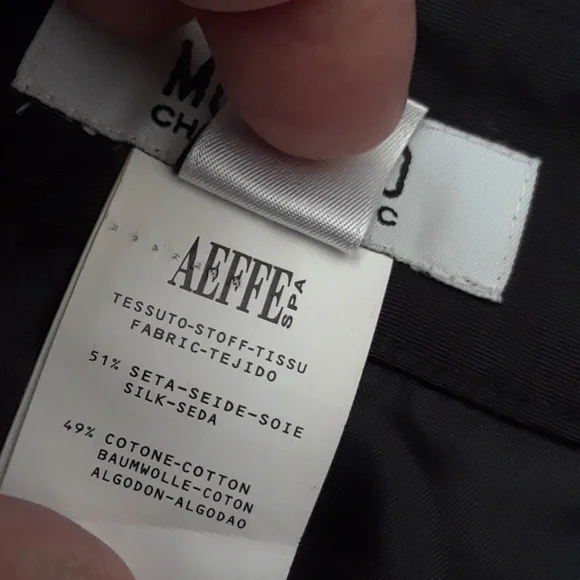 AEFFE SPA
TESSUTO-STOFF-TISSU
FABRIC-TEJIDO
51% SETA-SEIDE-SOIE
SILK-SEDA
49% COTONE-COTTON
BAUMWOLLE-COTON
ALGODON-ALGODAO